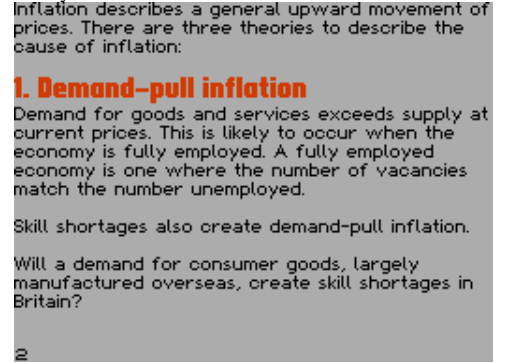 Inflation describes a general upward movement of
prices. There are three theories to describe the
cause of inflation:
1. Demand-pull inflation
Demand for goods and services exceeds supply at
current prices. This is likely to occur when the
economy is fully employed. A fully employed
economy is one where the number of vacancies
match the number unemployed.
Skill shortages also create demand-pull inflation.
Will a demand for consumer goods, largely
manufactured overseas, create skill shortages in
Britain?
2